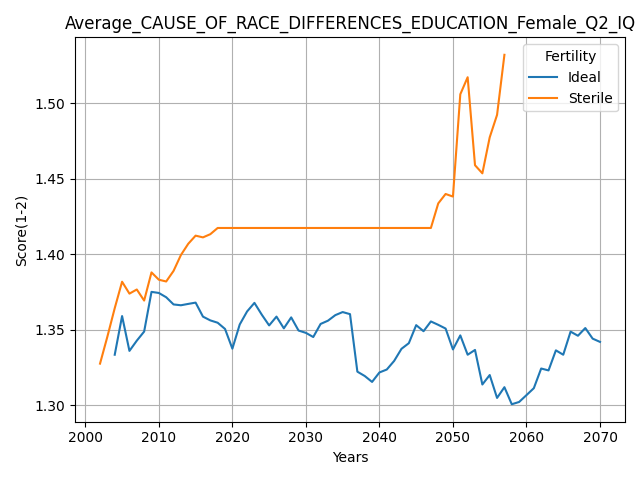 Average_CAUSE_OF_RACE_DIFFERENCES_EDUCATION_Female_Q2_IQ
Fertility
Ideal
Sterile
1.50
1.45
1.40
1.35
1.30
Score(1-2)
2000 2010 2020 2030 2040 2050 2060 2070
Years